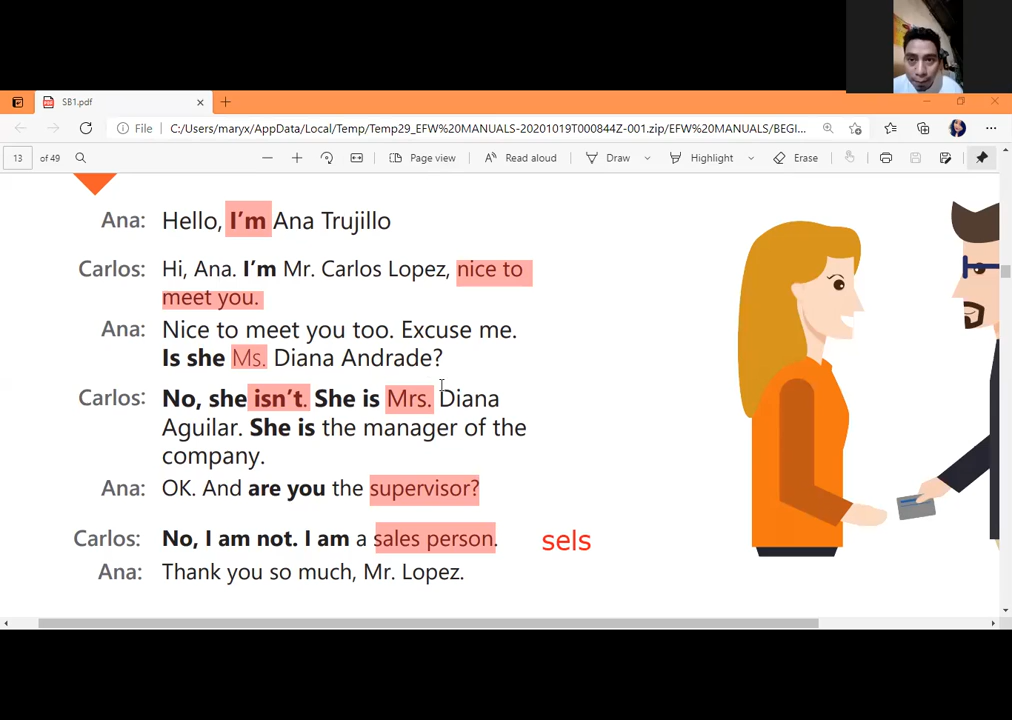 SB1.pdf
File C:/Users/maryx/AppData/Local/Temp/Temp29_EFW%20MANUALS-20201019T000844Z-001.zip/EFW%20MANUALS/BEGI...
13 of 49 Page view Read aloud Draw Highlight Erase
Ana: Hello, I'm Ana Trujillo
Carlos: Hi, Ana. I'm Mr. Carlos Lopez, nice to
meet you.
Ana: Nice to meet you too. Excuse me.
Is she Ms. Diana Andrade?
Carlos: No, she isn't. She is Mrs. Diana
Aguilar. She is the manager of the
company.
Ana: OK. And are you the supervisor?
Carlos: No, I am not. I am a sales person. sels
Ana: Thank you so much, Mr. Lopez.